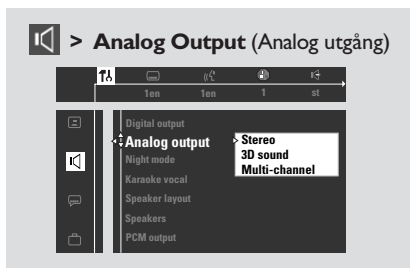 > Analog Output (Analog utgång)
1en 1en 1 st
Digital output
Analog output
Stereo
3D sound
Multi-channel
Night mode
Karaoke vocal
Speaker layout
Speakers
PCM output